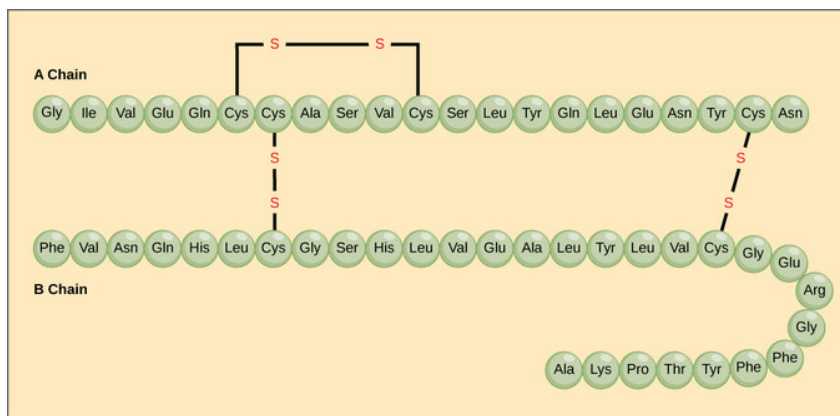 S S
A Chain
Gly Ile Val Glu Gln Cys Cys Ala Ser Val Cys Ser Leu Tyr Gln Leu Glu Asn Tyr Cys Asn
S S
S S
Phe Val Asn Gln His Leu Cys Gly Ser His Leu Val Glu Ala Leu Tyr Leu Val Cys Gly Glu
B Chain
Arg
Gly
Ala Lys Pro Thr Tyr Phe Phe